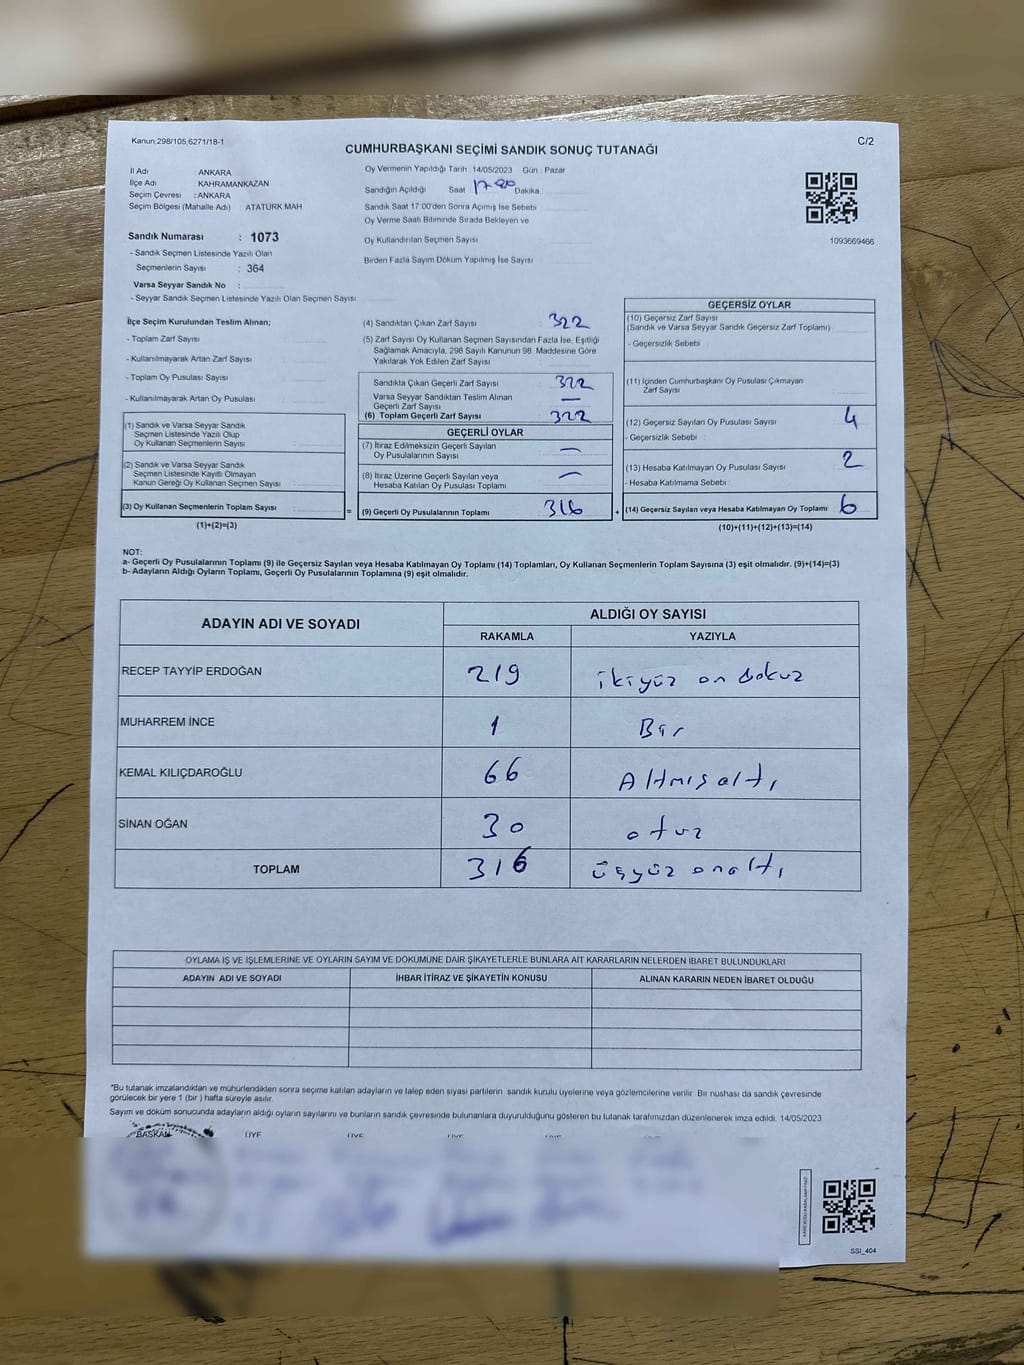 Kanun,298/105,6271/18-1
C/2
CUMHURBAŞKANI SEÇİMİ SANDIK SONUÇ TUTANAĞI
İl Adı : ANKARA
İlçe Adı : KAHRAMANKAZAN
Seçim Çevresi : ANKARA
Seçim Bölgesi (Mahalle Adı) : ATATÜRK MAH
Sandık Numarası : 1073
- Sandık Seçmen Listesinde Yazılı Olan
Seçmenlerin Sayısı : 364
Varsa Seyyar Sandık No :
- Seyyar Sandık Seçmen Listesinde Yazılı Olan Seçmen Sayısı
Oy Vermenin Yapıldığı Tarih : 14/05/2023 Gün : Pazar
Sandığın Açıldığı Saat Dakika
Sandık Saat 17:00'den Sonra Açımış İse Sebebi
Oy Verme Saati Bitiminde Sırada Bekleyen ve
Oy Kullandırılan Seçmen Sayısı
Birden Fazla Sayım Döküm Yapılmış İse Sayısı
1093669466
İlçe Seçim Kurulundan Teslim Alınan;
- Toplam Zarf Sayısı
- Kullanılmayarak Artan Zarf Sayısı
- Toplam Oy Pusulası Sayısı
- Kullanılmayarak Artan Oy Pusulası
(1) Sandık ve Varsa Seyyar Sandık
Seçmen Listesinde Yazılı Olup
Oy Kullanan Seçmenlerin Sayısı
(2) Sandık ve Varsa Seyyar Sandık
Seçmen Listesinde Kayıtlı Olmayan
Kanun Gereği Oy Kullanan Seçmen Sayısı
(3) Oy Kullanan Seçmenlerin Toplam Sayısı
(1)+(2)=(3)
=
(4) Sandıktan Çıkan Zarf Sayısı 322
(5) Zarf Sayısı Oy Kullanan Seçmen Sayısından Fazla İse, Eşitliği
Sağlamak Amacıyla, 298 Sayılı Kanunun 98. Maddesine Göre
Yakılarak Yok Edilen Zarf Sayısı
Sandıkta Çıkan Geçerli Zarf Sayısı 322
Varsa Seyyar Sandıktan Teslim Alınan
Geçerli Zarf Sayısı —
(6) Toplam Geçerli Zarf Sayısı 322
GEÇERLİ OYLAR
(7) İtiraz Edilmeksizin Geçerli Sayılan
Oy Pusulalarının Sayısı —
(8) İtiraz Üzerine Geçerli Sayılan veya
Hesaba Katılan Oy Pusulası Toplamı —
(9) Geçerli Oy Pusulalarının Toplamı 316
+
GEÇERSİZ OYLAR
(10) Geçersiz Zarf Sayısı
(Sandık ve Varsa Seyyar Sandık Geçersiz Zarf Toplamı)
- Geçersizlik Sebebi
(11) İçinden Cumhurbaşkanı Oy Pusulası Çıkmayan
Zarf Sayısı
(12) Geçersiz Sayılan Oy Pusulası Sayısı 4
- Geçersizlik Sebebi :
(13) Hesaba Katılmayan Oy Pusulası Sayısı 2
- Hesaba Katılmama Sebebi :
(14) Geçersiz Sayılan veya Hesaba Katılmayan Oy Toplamı 6
(10)+(11)+(12)+(13)=(14)
NOT:
a- Geçerli Oy Pusulalarının Toplamı (9) ile Geçersiz Sayılan veya Hesaba Katılmayan Oy Toplamı (14) Toplamları, Oy Kullanan Seçmenlerin Toplam Sayısına (3) eşit olmalıdır. (9)+(14)=(3)
b- Adayların Aldığı Oyların Toplamı, Geçerli Oy Pusulalarının Toplamına (9) eşit olmalıdır.
ADAYIN ADI VE SOYADI
ALDIĞI OY SAYISI
RAKAMLA YAZIYLA
RECEP TAYYİP ERDOĞAN 219 ikiyüz on dokuz
MUHARREM İNCE 1 Bir
KEMAL KILIÇDAROĞLU 66 Altmışaltı
SİNAN OĞAN 30 otuz
TOPLAM 316 üçyüz onaltı
OYLAMA İŞ VE İŞLEMLERİNE VE OYLARIN SAYIM VE DÖKÜMÜNE DAİR ŞİKAYETLERLE BUNLARA AİT KARARLARIN NELERDEN İBARET BULUNDUKLARI
ADAYIN ADI VE SOYADI İHBAR İTİRAZ VE ŞİKAYETİN KONUSU ALINAN KARARIN NEDEN İBARET OLDUĞU
*Bu tutanak imzalandıktan ve mühürlendikten sonra seçime katılan adayların ve talep eden siyasi partilerin sandık kurulu üyelerine veya gözlemcilerine verilir. Bir nushası da sandık çevresinde
görülecek bir yere 1 (bir ) hafta süreyle asılır.
Sayım ve döküm sonucunda adayların aldığı oyların sayılarını ve bunların sandık çevresinde bulunanlara duyurulduğunu gösteren bu tutanak tarafımızdan düzenlenerek imza edildi. 14/05/2023
BAŞKAN ÜYE ÜYE ÜYE
SSI_404